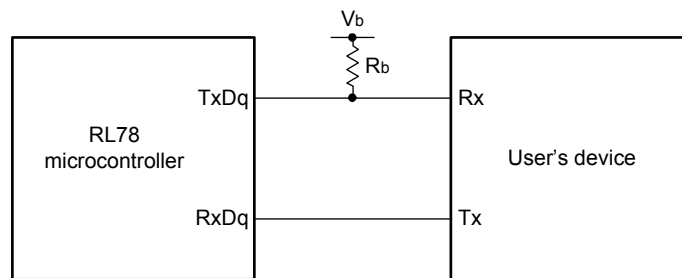 Vb
Rb
TxDq
Rx
RL78
microcontroller
User's device
RxDq
Tx